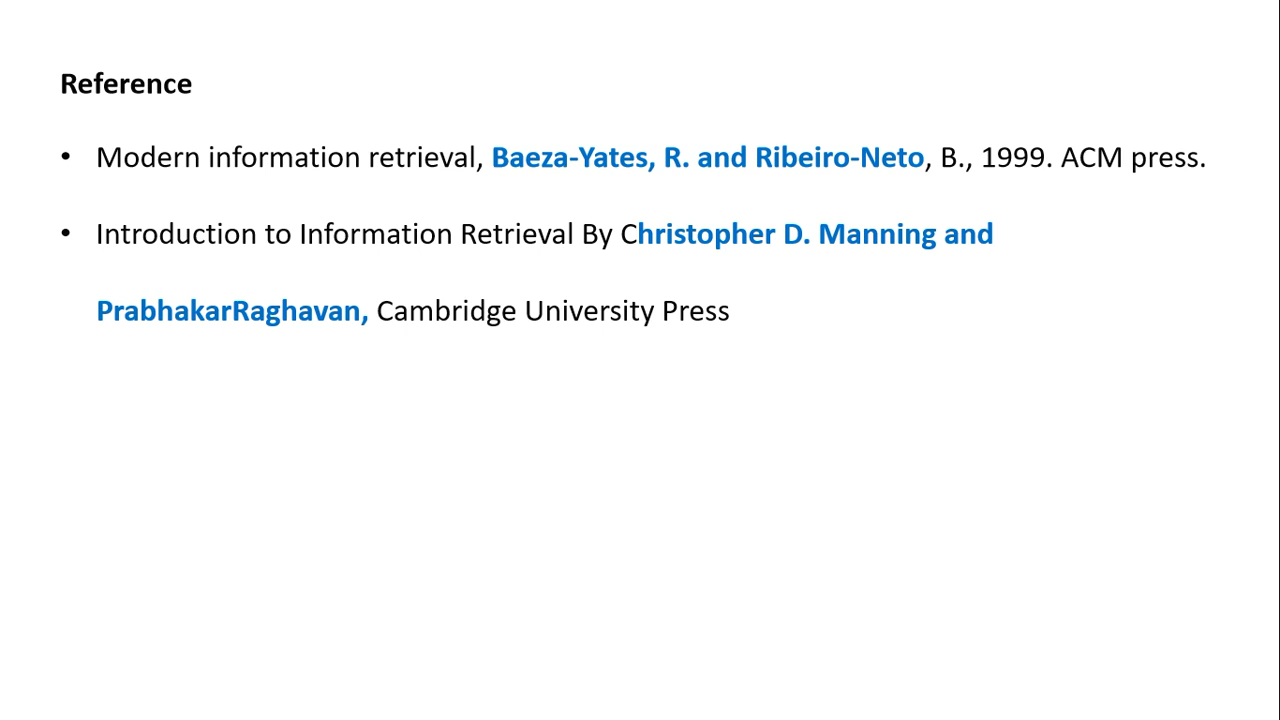 Reference
• Modern information retrieval, Baeza-Yates, R. and Ribeiro-Neto, B., 1999. ACM press.
• Introduction to Information Retrieval By Christopher D. Manning and
PrabhakarRaghavan, Cambridge University Press